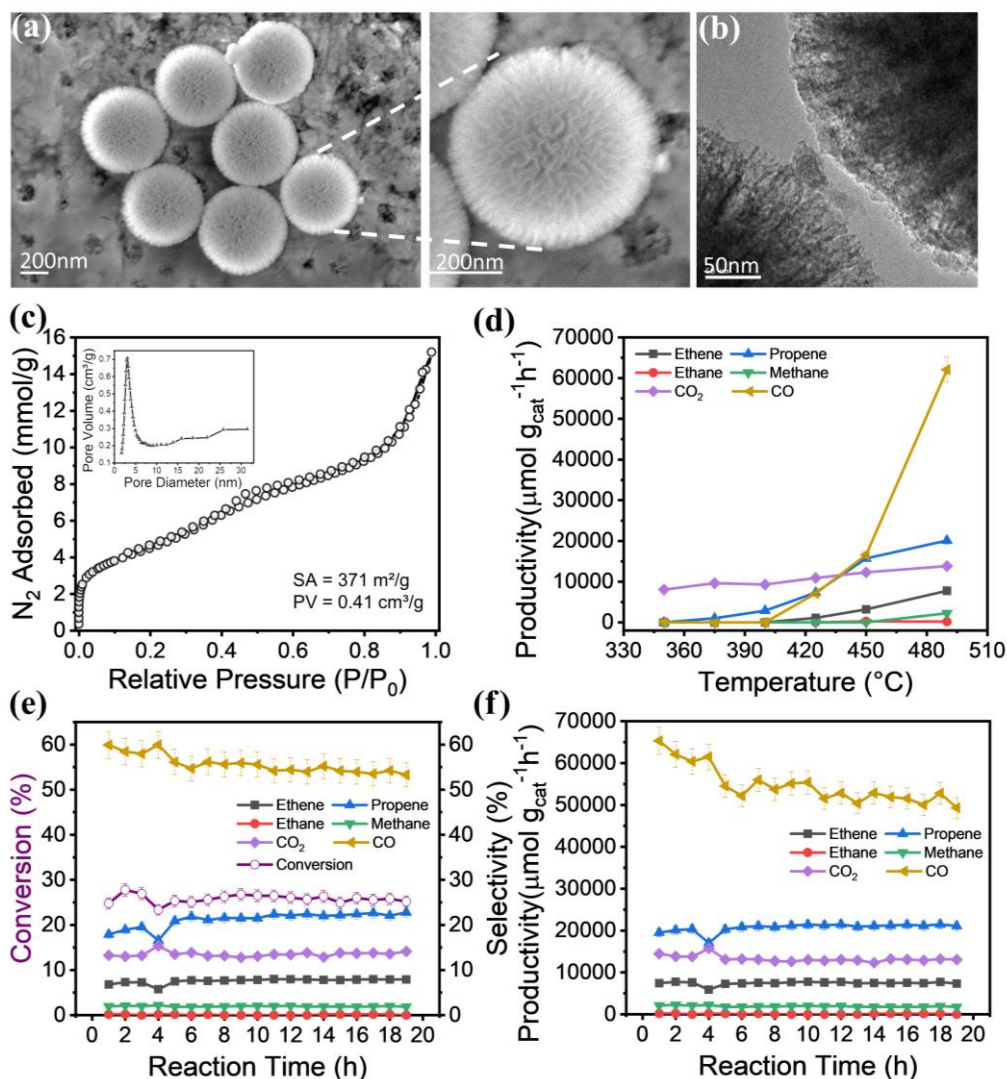 (a)
200nm
200nm
(b)
50nm
(c)
N₂ Adsorbed (mmol/g)
16
14
12
10
8
6
4
2
0
0.0 0.2 0.4 0.6 0.8 1.0
Relative Pressure (P/P₀)
Pore Volume (cm³/g)
0.7
0.6
0.5
0.4
0.3
0.2
0.1
0 5 10 15 20 25 30
Pore Diameter (nm)
SA = 371 m²/g
PV = 0.41 cm³/g
(d)
Productivity(μmol g_cat⁻¹h⁻¹)
70000
60000
50000
40000
30000
20000
10000
0
Ethene Propene
Ethane Methane
CO₂ CO
330 360 390 420 450 480 510
Temperature (°C)
(e)
Conversion (%)
60
50
40
30
20
10
0
Ethene Propene
Ethane Methane
CO₂ CO
Conversion
60
50
40
30
20
10
0
Selectivity (%)
0 2 4 6 8 10 12 14 16 18 20
Reaction Time (h)
(f)
Productivity(μmol g_cat⁻¹h⁻¹)
70000
60000
50000
40000
30000
20000
10000
0
Ethene Propene
Ethane Methane
CO₂ CO
0 2 4 6 8 10 12 14 16 18 20
Reaction Time (h)